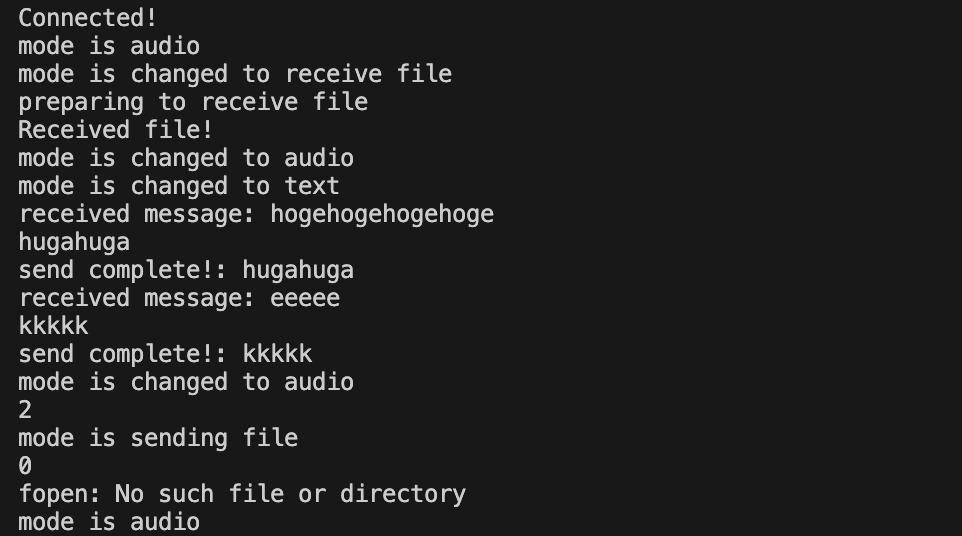 Connected!
mode is audio
mode is changed to receive file
preparing to receive file
Received file!
mode is changed to audio
mode is changed to text
received message: hogehogehogehoge
hugahuga
send complete!: hugahuga
received message: eeeee
kkkkk
send complete!: kkkkk
mode is changed to audio
2
mode is sending file
0
fopen: No such file or directory
mode is audio